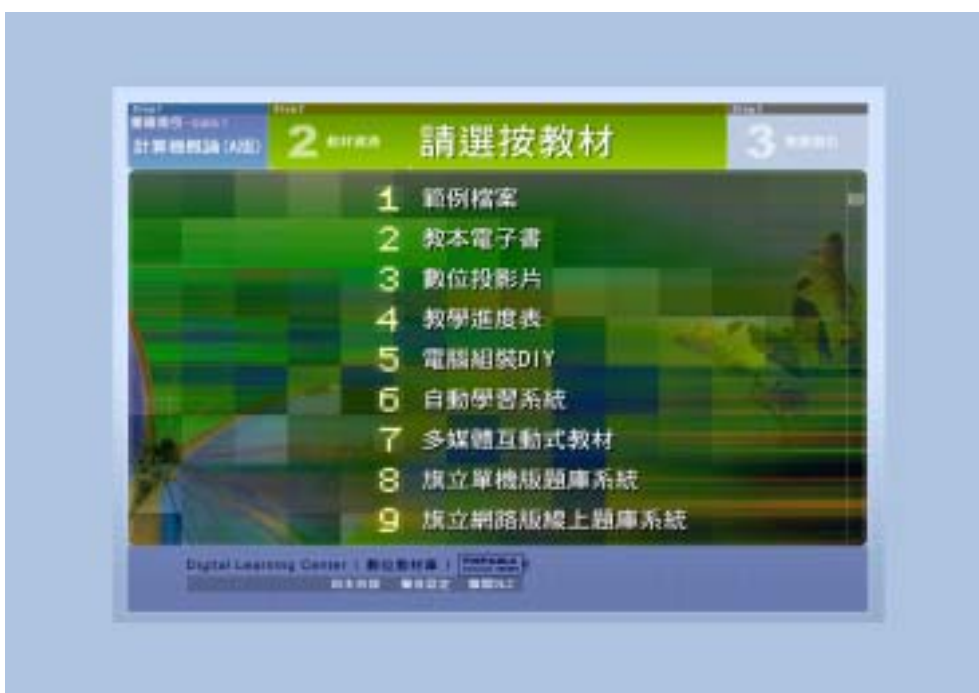 Step1
計算機概論(A版)
Step2
2
請選按教材
Step3
3
1 範例檔案
2 教本電子書
3 數位投影片
4 教學進度表
5 電腦組裝DIY
6 自動學習系統
7 多媒體互動式教材
8 旗立單機版題庫系統
9 旗立網路版線上題庫系統
Digital Learning Center | 數位教材庫 |